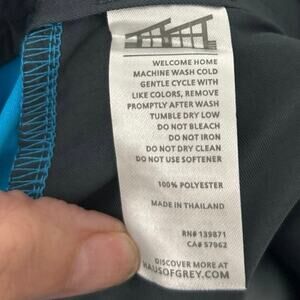 WELCOME HOME
MACHINE WASH COLD
GENTLE CYCLE WITH
LIKE COLORS, REMOVE
PROMPTLY AFTER WASH
TUMBLE DRY LOW
DO NOT BLEACH
DO NOT IRON
DO NOT DRY CLEAN
DO NOT USE SOFTENER
100% POLYESTER
MADE IN THAILAND
RN# 139871
CA# 57962
DISCOVER MORE AT
HAUSOFGREY.COM